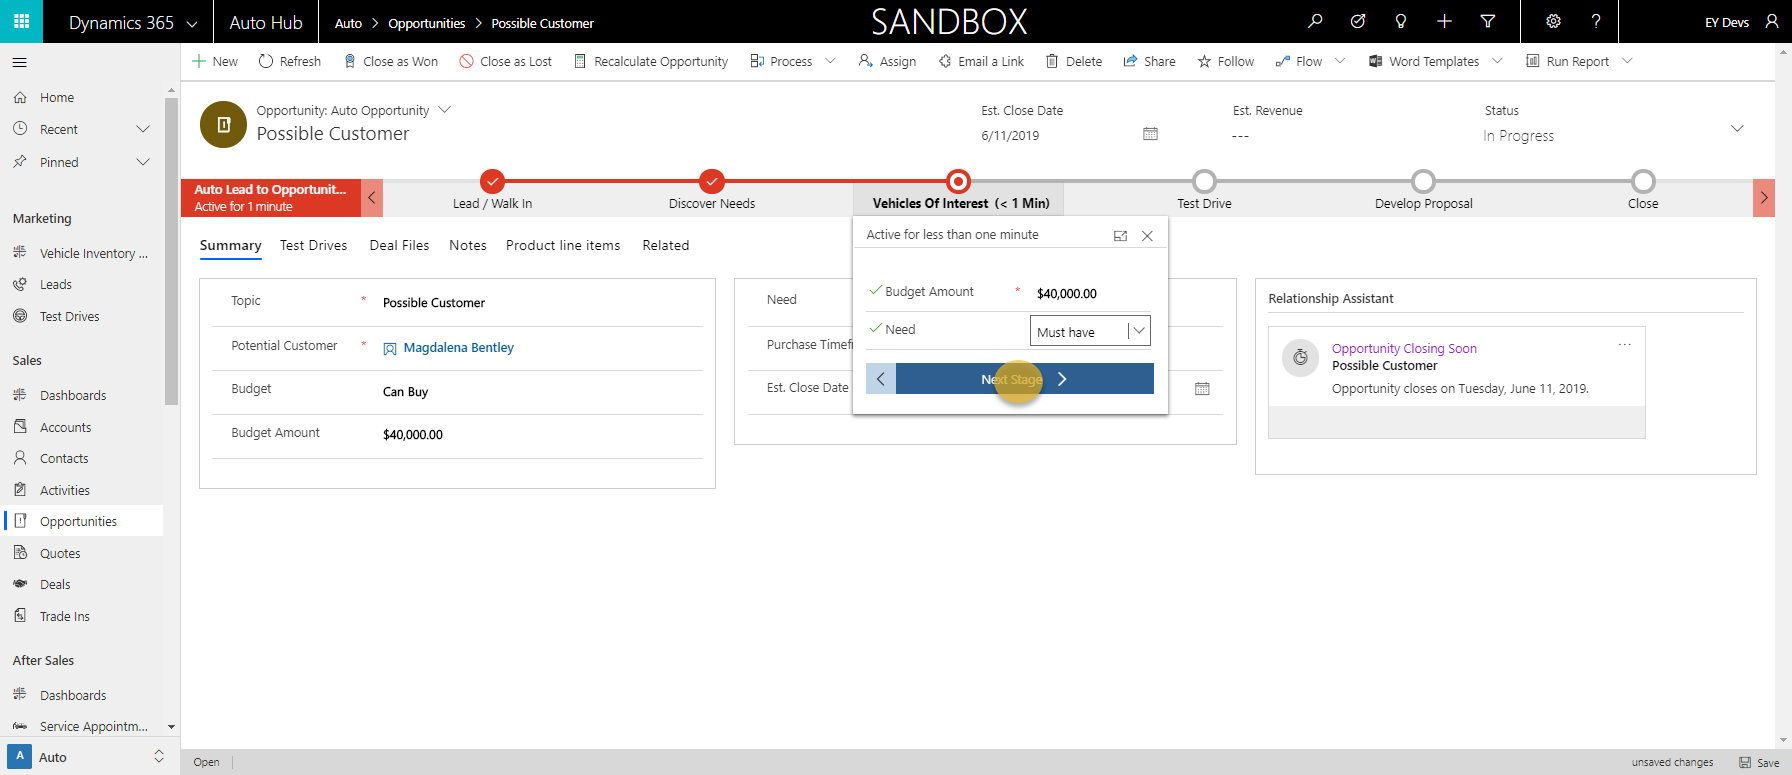 Dynamics 365
Auto Hub
Auto > Opportunities > Possible Customer
SANDBOX
EY Devs
New
Refresh
Close as Won
Close as Lost
Recalculate Opportunity
Process
Assign
Email a Link
Delete
Share
Follow
Flow
Word Templates
Run Report
Home
Recent
Pinned
Marketing
Vehicle Inventory ...
Leads
Test Drives
Sales
Dashboards
Accounts
Contacts
Activities
Opportunities
Quotes
Deals
Trade Ins
After Sales
Dashboards
Service Appointm...
A Auto
Opportunity: Auto Opportunity
Possible Customer
Est. Close Date
6/11/2019
Est. Revenue
---
Status
In Progress
Auto Lead to Opportunit...
Active for 1 minute
Lead / Walk In
Discover Needs
Vehicles Of Interest (< 1 Min)
Test Drive
Develop Proposal
Close
Summary
Test Drives
Deal Files
Notes
Product line items
Related
Topic * Possible Customer
Potential Customer * Magdalena Bentley
Budget Can Buy
Budget Amount $40,000.00
Need
Purchase Timef
Est. Close Date
Active for less than one minute
Budget Amount * $40,000.00
Need Must have
Next Stage
Relationship Assistant
Opportunity Closing Soon
...
Possible Customer
Opportunity closes on Tuesday, June 11, 2019.
Open
unsaved changes
Save